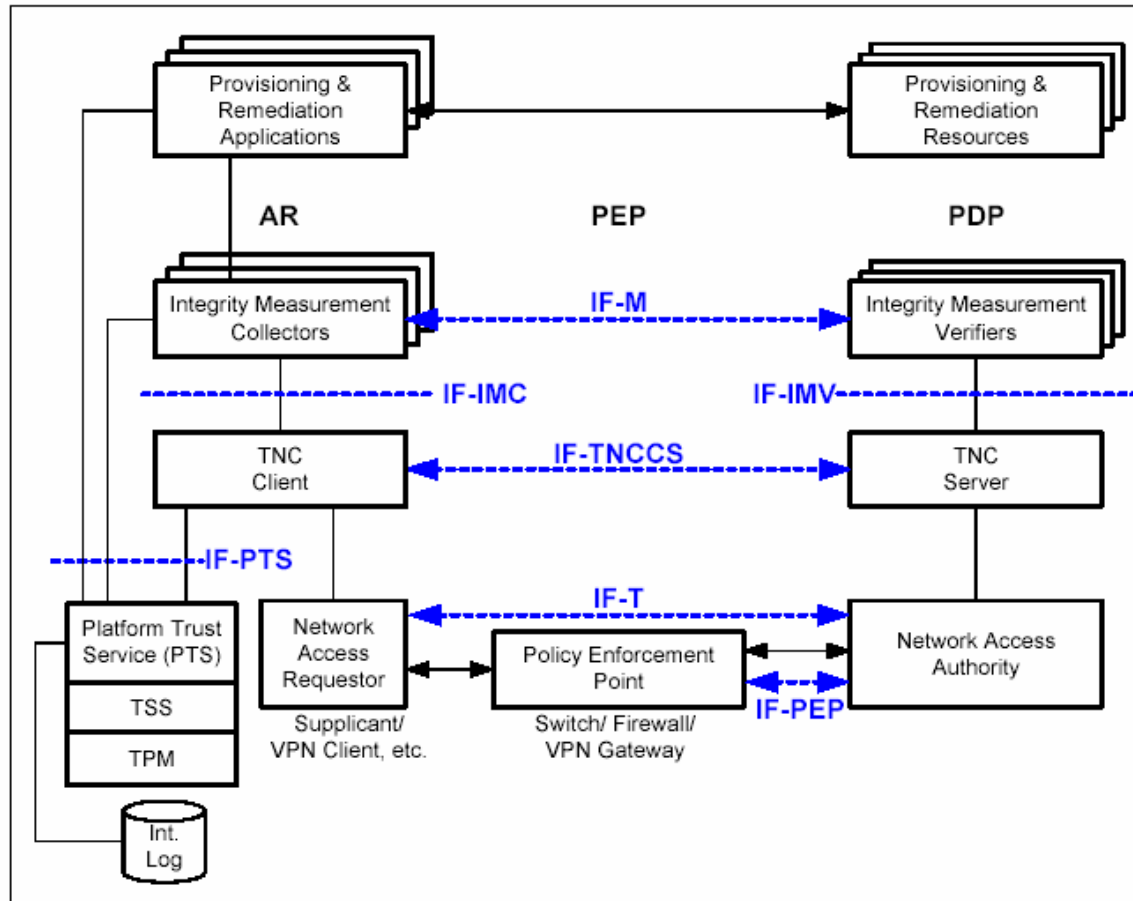 Provisioning &
Remediation
Applications
Provisioning &
Remediation
Resources
AR
PEP
PDP
Integrity Measurement
Collectors
IF-M
Integrity Measurement
Verifiers
IF-IMC
IF-IMV
TNC
Client
IF-TNCCS
TNC
Server
IF-PTS
IF-T
Platform Trust
Service (PTS)
TSS
TPM
Network
Access
Requestor
Supplicant/
VPN Client, etc.
Policy Enforcement
Point
Switch/ Firewall/
VPN Gateway
IF-PEP
Network Access
Authority
Int.
Log